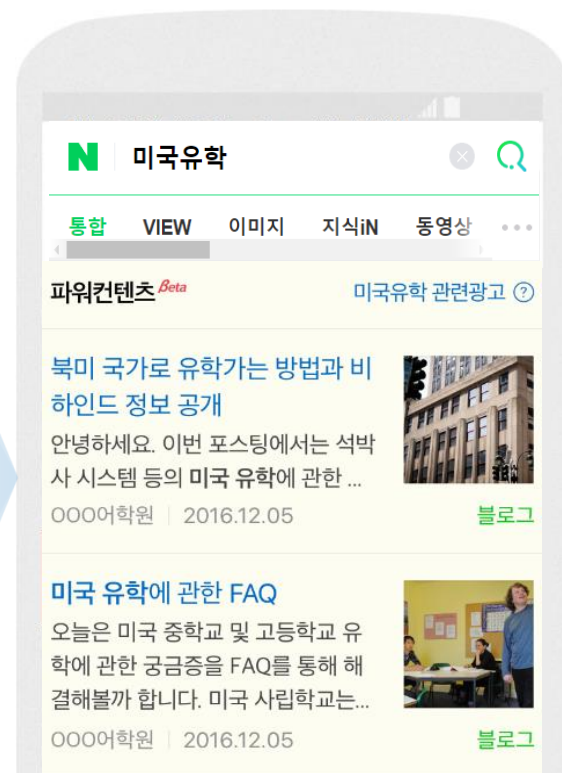 N 미국유학
통합 VIEW 이미지 지식iN 동영상
파워컨텐츠 Beta 미국유학 관련광고 ?
북미 국가로 유학가는 방법과 비
하인드 정보 공개
안녕하세요. 이번 포스팅에서는 석박
사 시스템 등의 미국 유학에 관한 ...
OOO어학원 2016.12.05 블로그
미국 유학에 관한 FAQ
오늘은 미국 중학교 및 고등학교 유
학에 관한 궁금증을 FAQ를 통해 해
결해볼까 합니다. 미국 사립학교는...
OOO어학원 2016.12.05 블로그